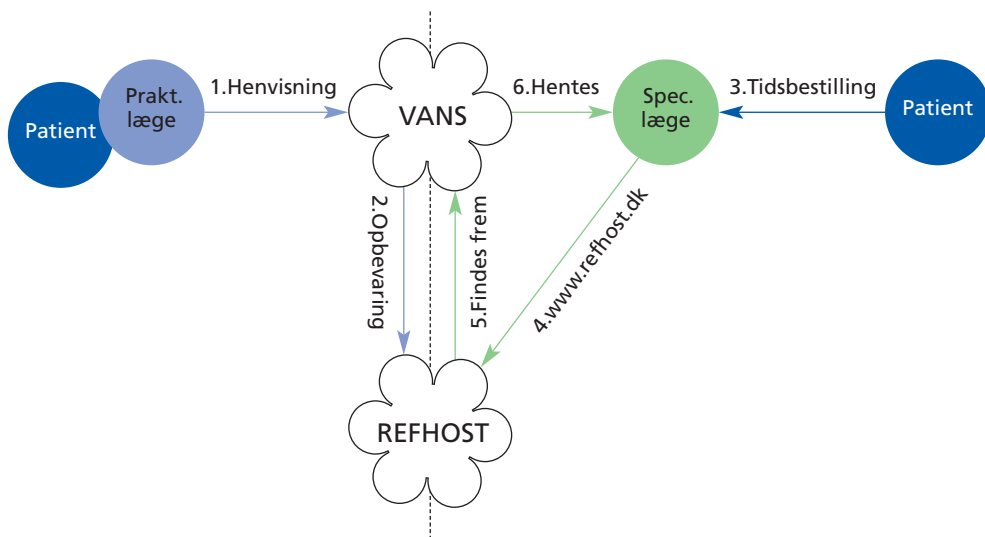 Patient
Prakt.
læge
1.Henvisning
VANS
6.Hentes
Spec.
læge
3.Tidsbestilling
Patient
2.Opbevaring
5.Findes frem
4.www.refhost.dk
REFHOST